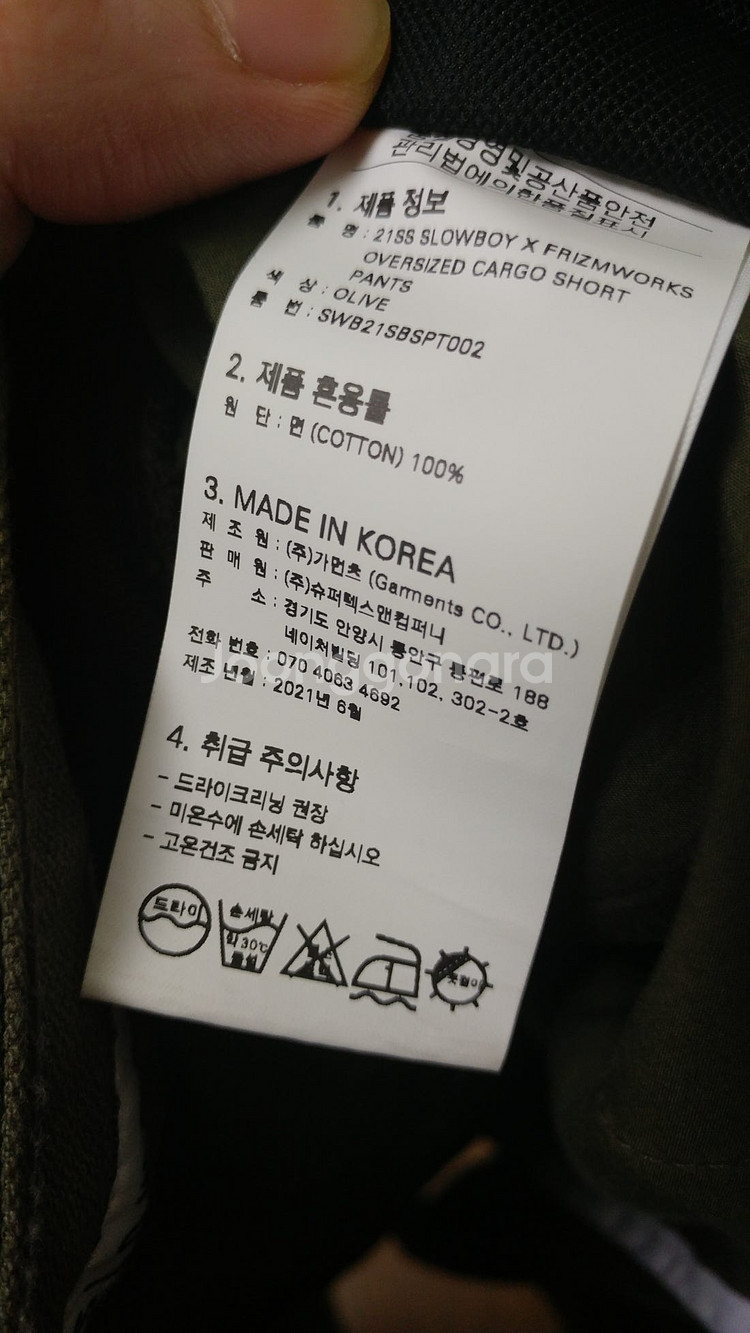 관리법에의한품질표시
1. 제품 정보
품 명 : 21SS SLOWBOY X FRIZMWORKS
OVERSIZED CARGO SHORT
PANTS
색 상 : OLIVE
품 번 : SWB21SBSPT002
2. 제품 혼용률
원 단 : 면 (COTTON) 100%
3. MADE IN KOREA
제 조 원 : (주)가먼츠 (Garments CO., LTD.)
판 매 원 : (주)슈퍼텍스앤컴퍼니
주 소 : 경기도 안양시 동안구 흥안대로 188
네이처빌딩 101.102. 302-2호
전화 번호 : 070 4063 4692
제조 년월 : 2021년 6월
4. 취급 주의사항
- 드라이크리닝 권장
- 미온수에 손세탁 하십시오
- 고온건조 금지
드라이
손세탁
약 30℃
중성
Joonggonara